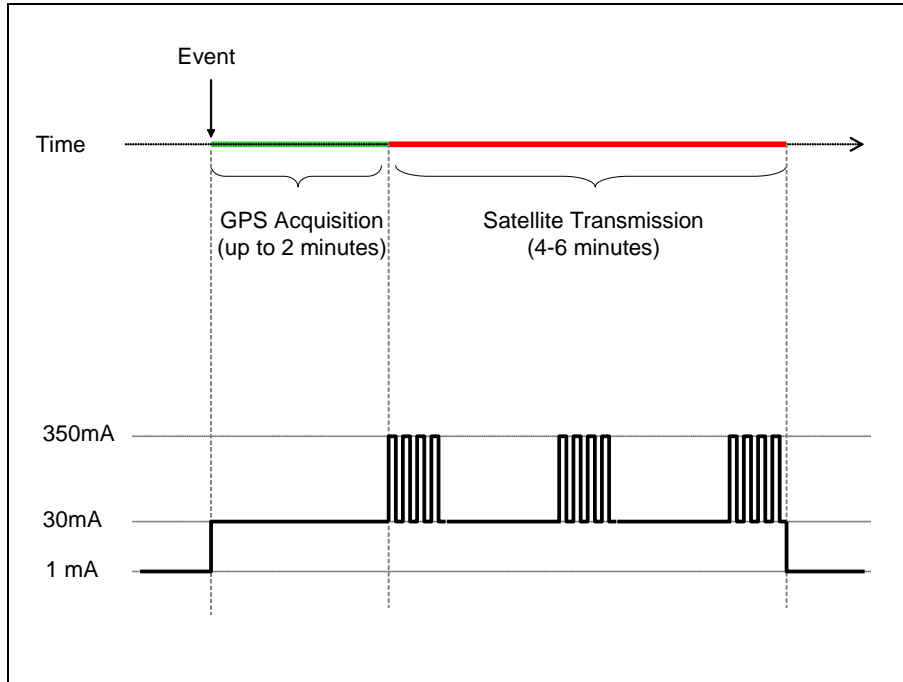 Event
Time
GPS Acquisition
(up to 2 minutes)
Satellite Transmission
(4-6 minutes)
350mA
30mA
1 mA